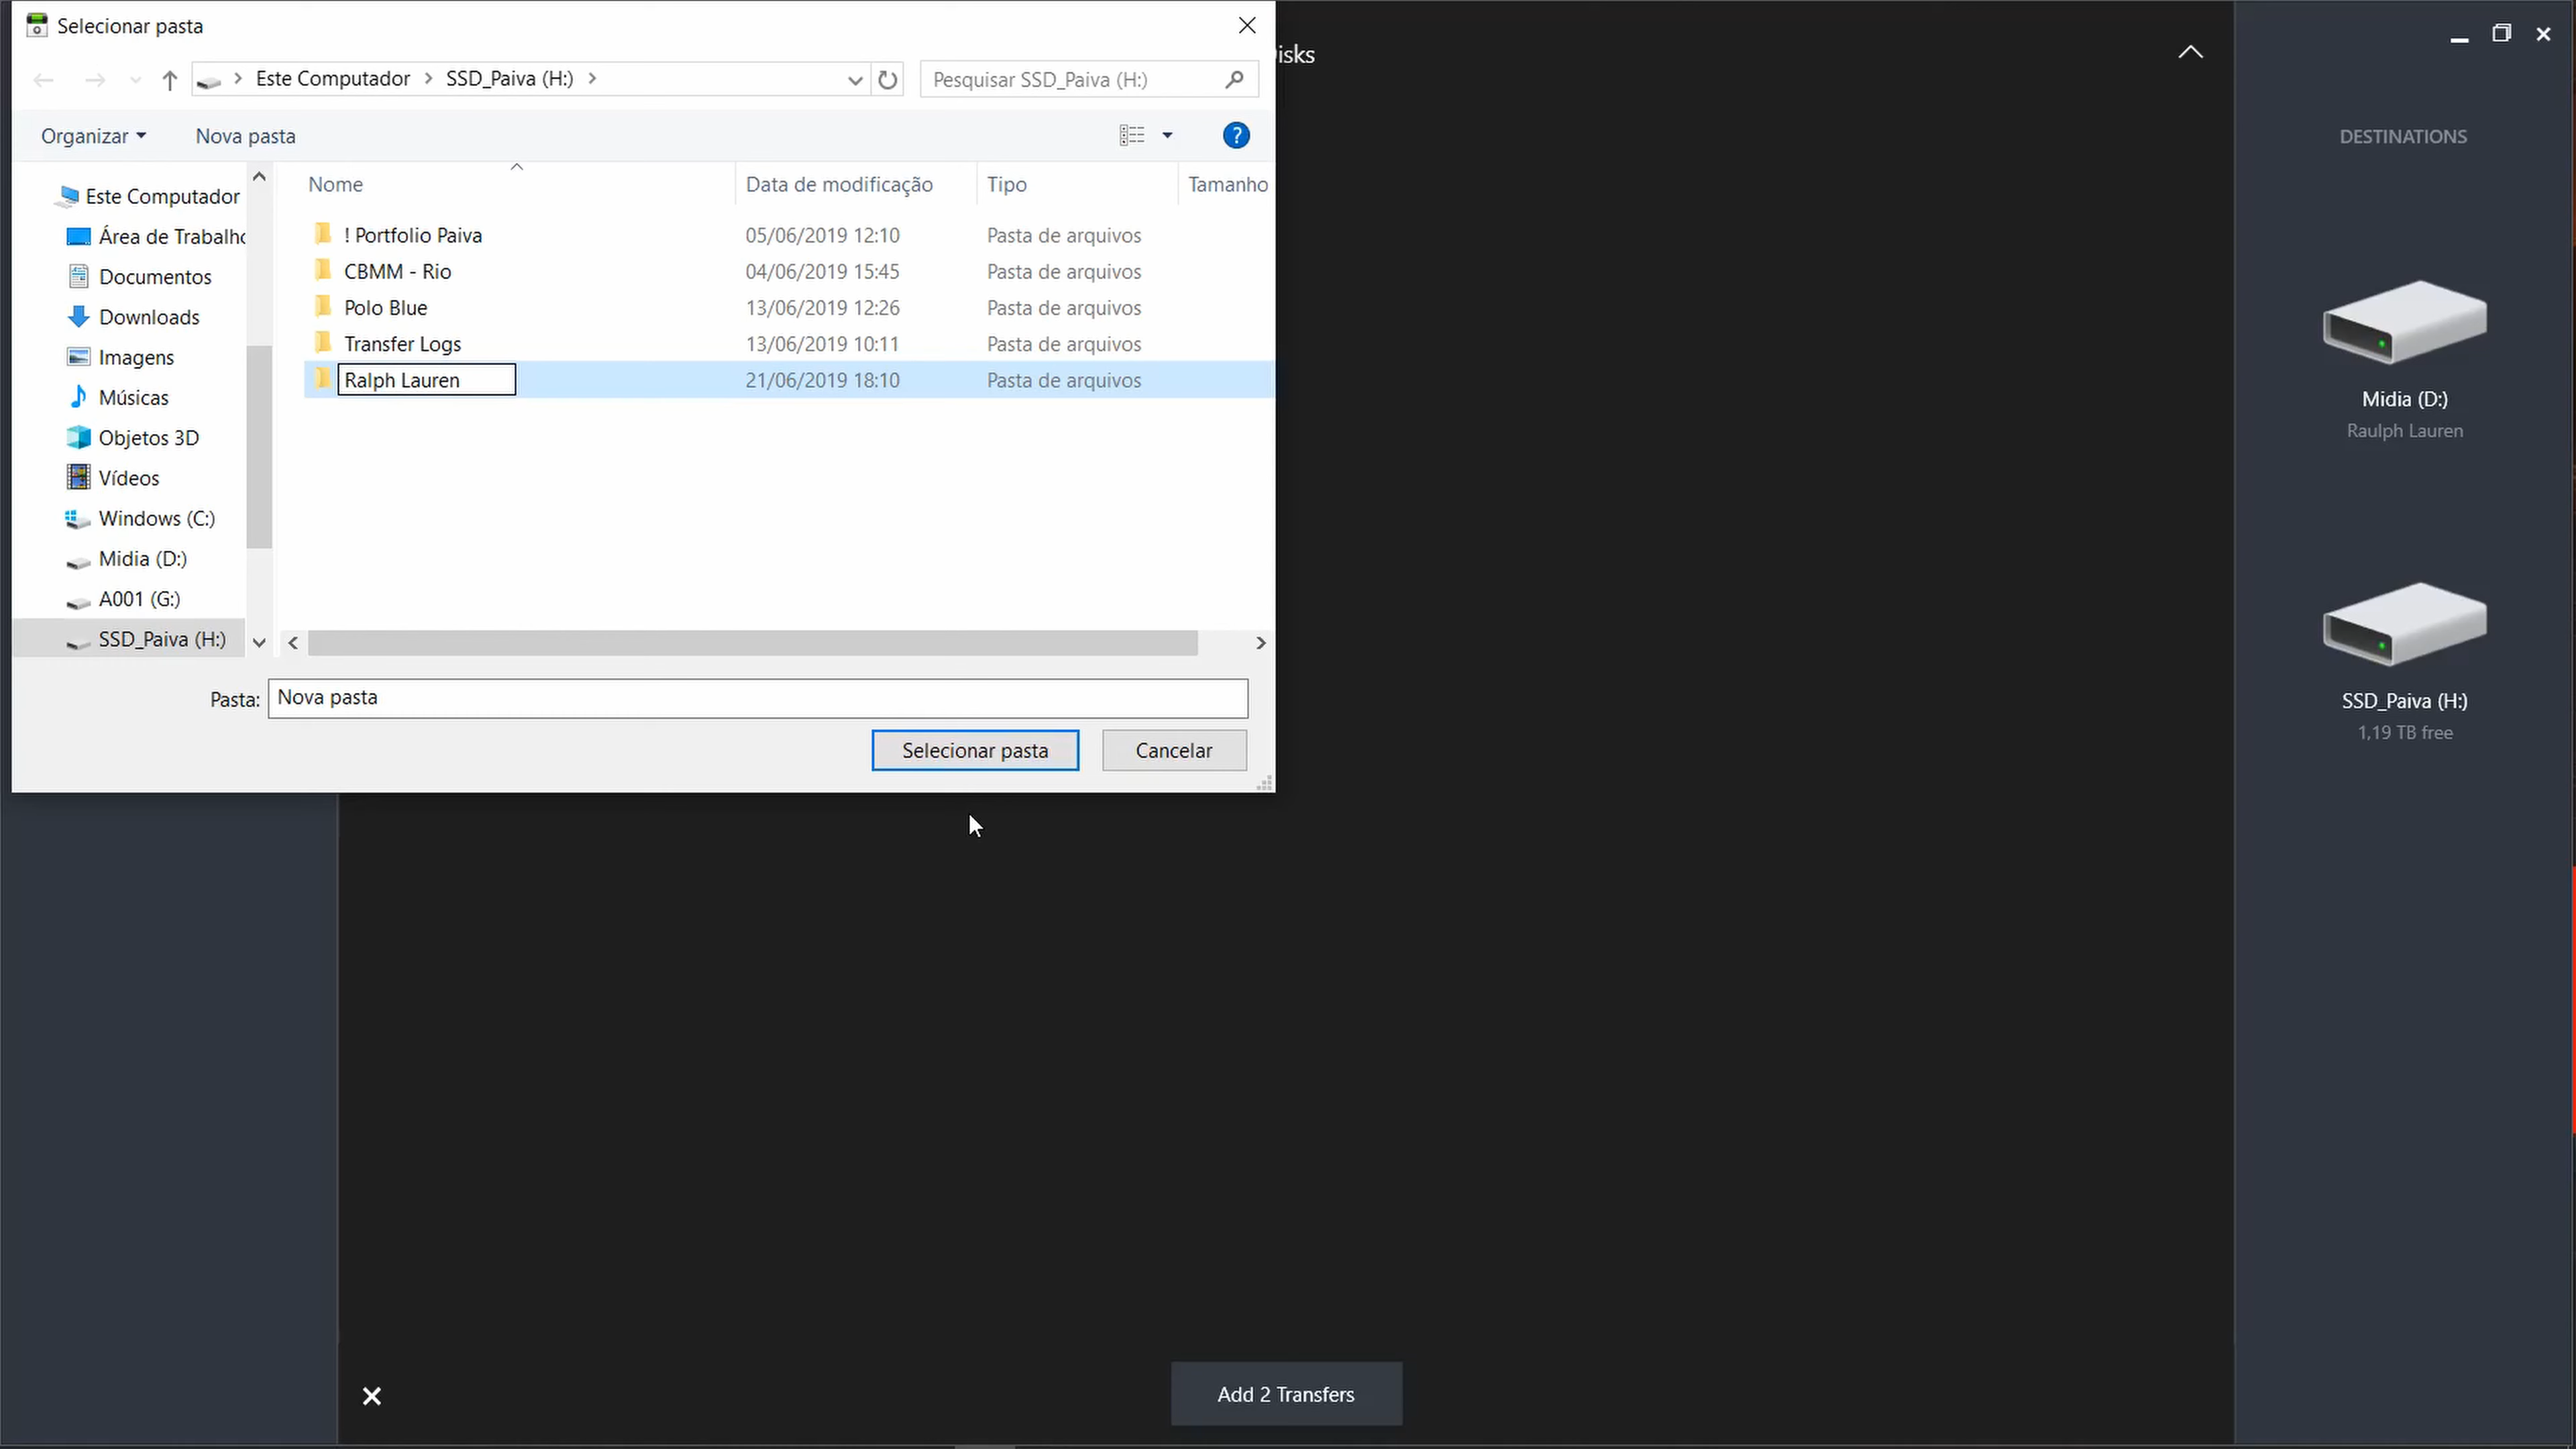 Selecionar pasta
Este Computador > SSD_Paiva (H:) >
Pesquisar SSD_Paiva (H:)
Organizar
Nova pasta
?
Este Computador
Área de Trabalho
Documentos
Downloads
Imagens
Músicas
Objetos 3D
Vídeos
Windows (C:)
Midia (D:)
A001 (G:)
SSD_Paiva (H:)
Nome Data de modificação Tipo Tamanho
! Portfolio Paiva 05/06/2019 12:10 Pasta de arquivos
CBMM - Rio 04/06/2019 15:45 Pasta de arquivos
Polo Blue 13/06/2019 12:26 Pasta de arquivos
Transfer Logs 13/06/2019 10:11 Pasta de arquivos
Ralph Lauren 21/06/2019 18:10 Pasta de arquivos
Pasta: Nova pasta
Selecionar pasta
Cancelar
isks
DESTINATIONS
Midia (D:)
Raulph Lauren
SSD_Paiva (H:)
1,19 TB free
Add 2 Transfers